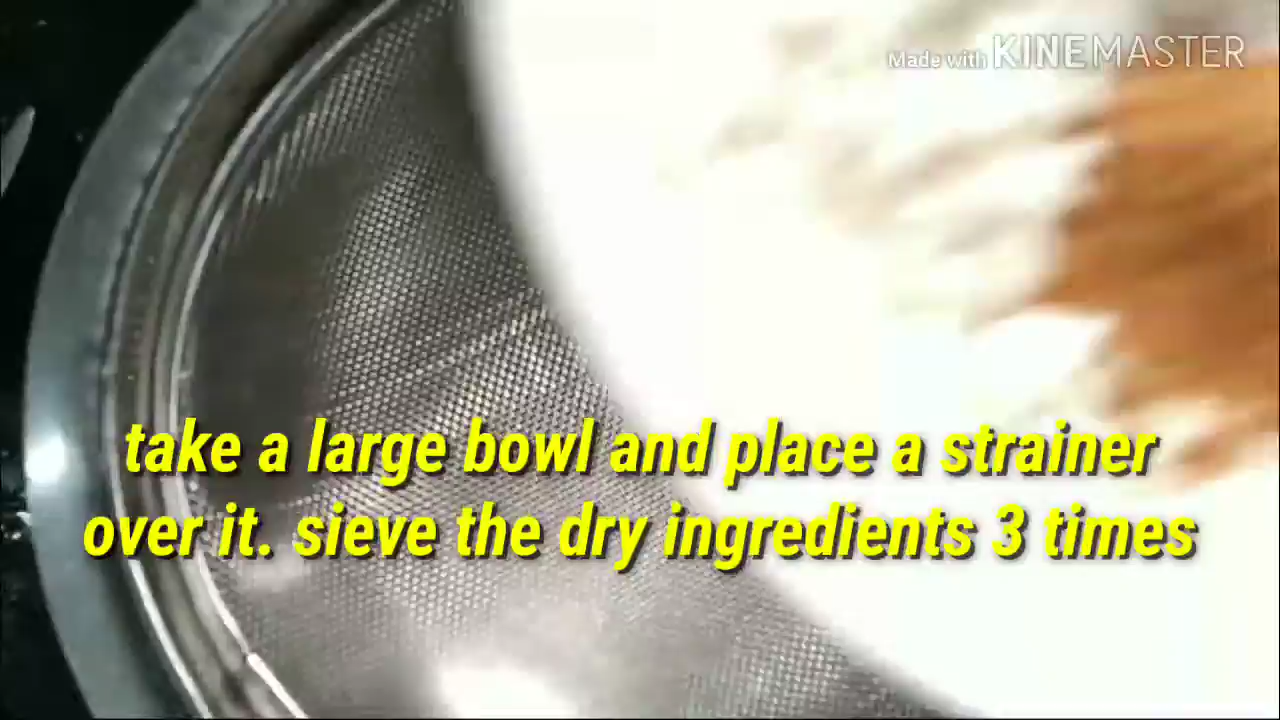 Made with KINEMASTER
take a large bowl and place a strainer
over it. sieve the dry ingredients 3 times